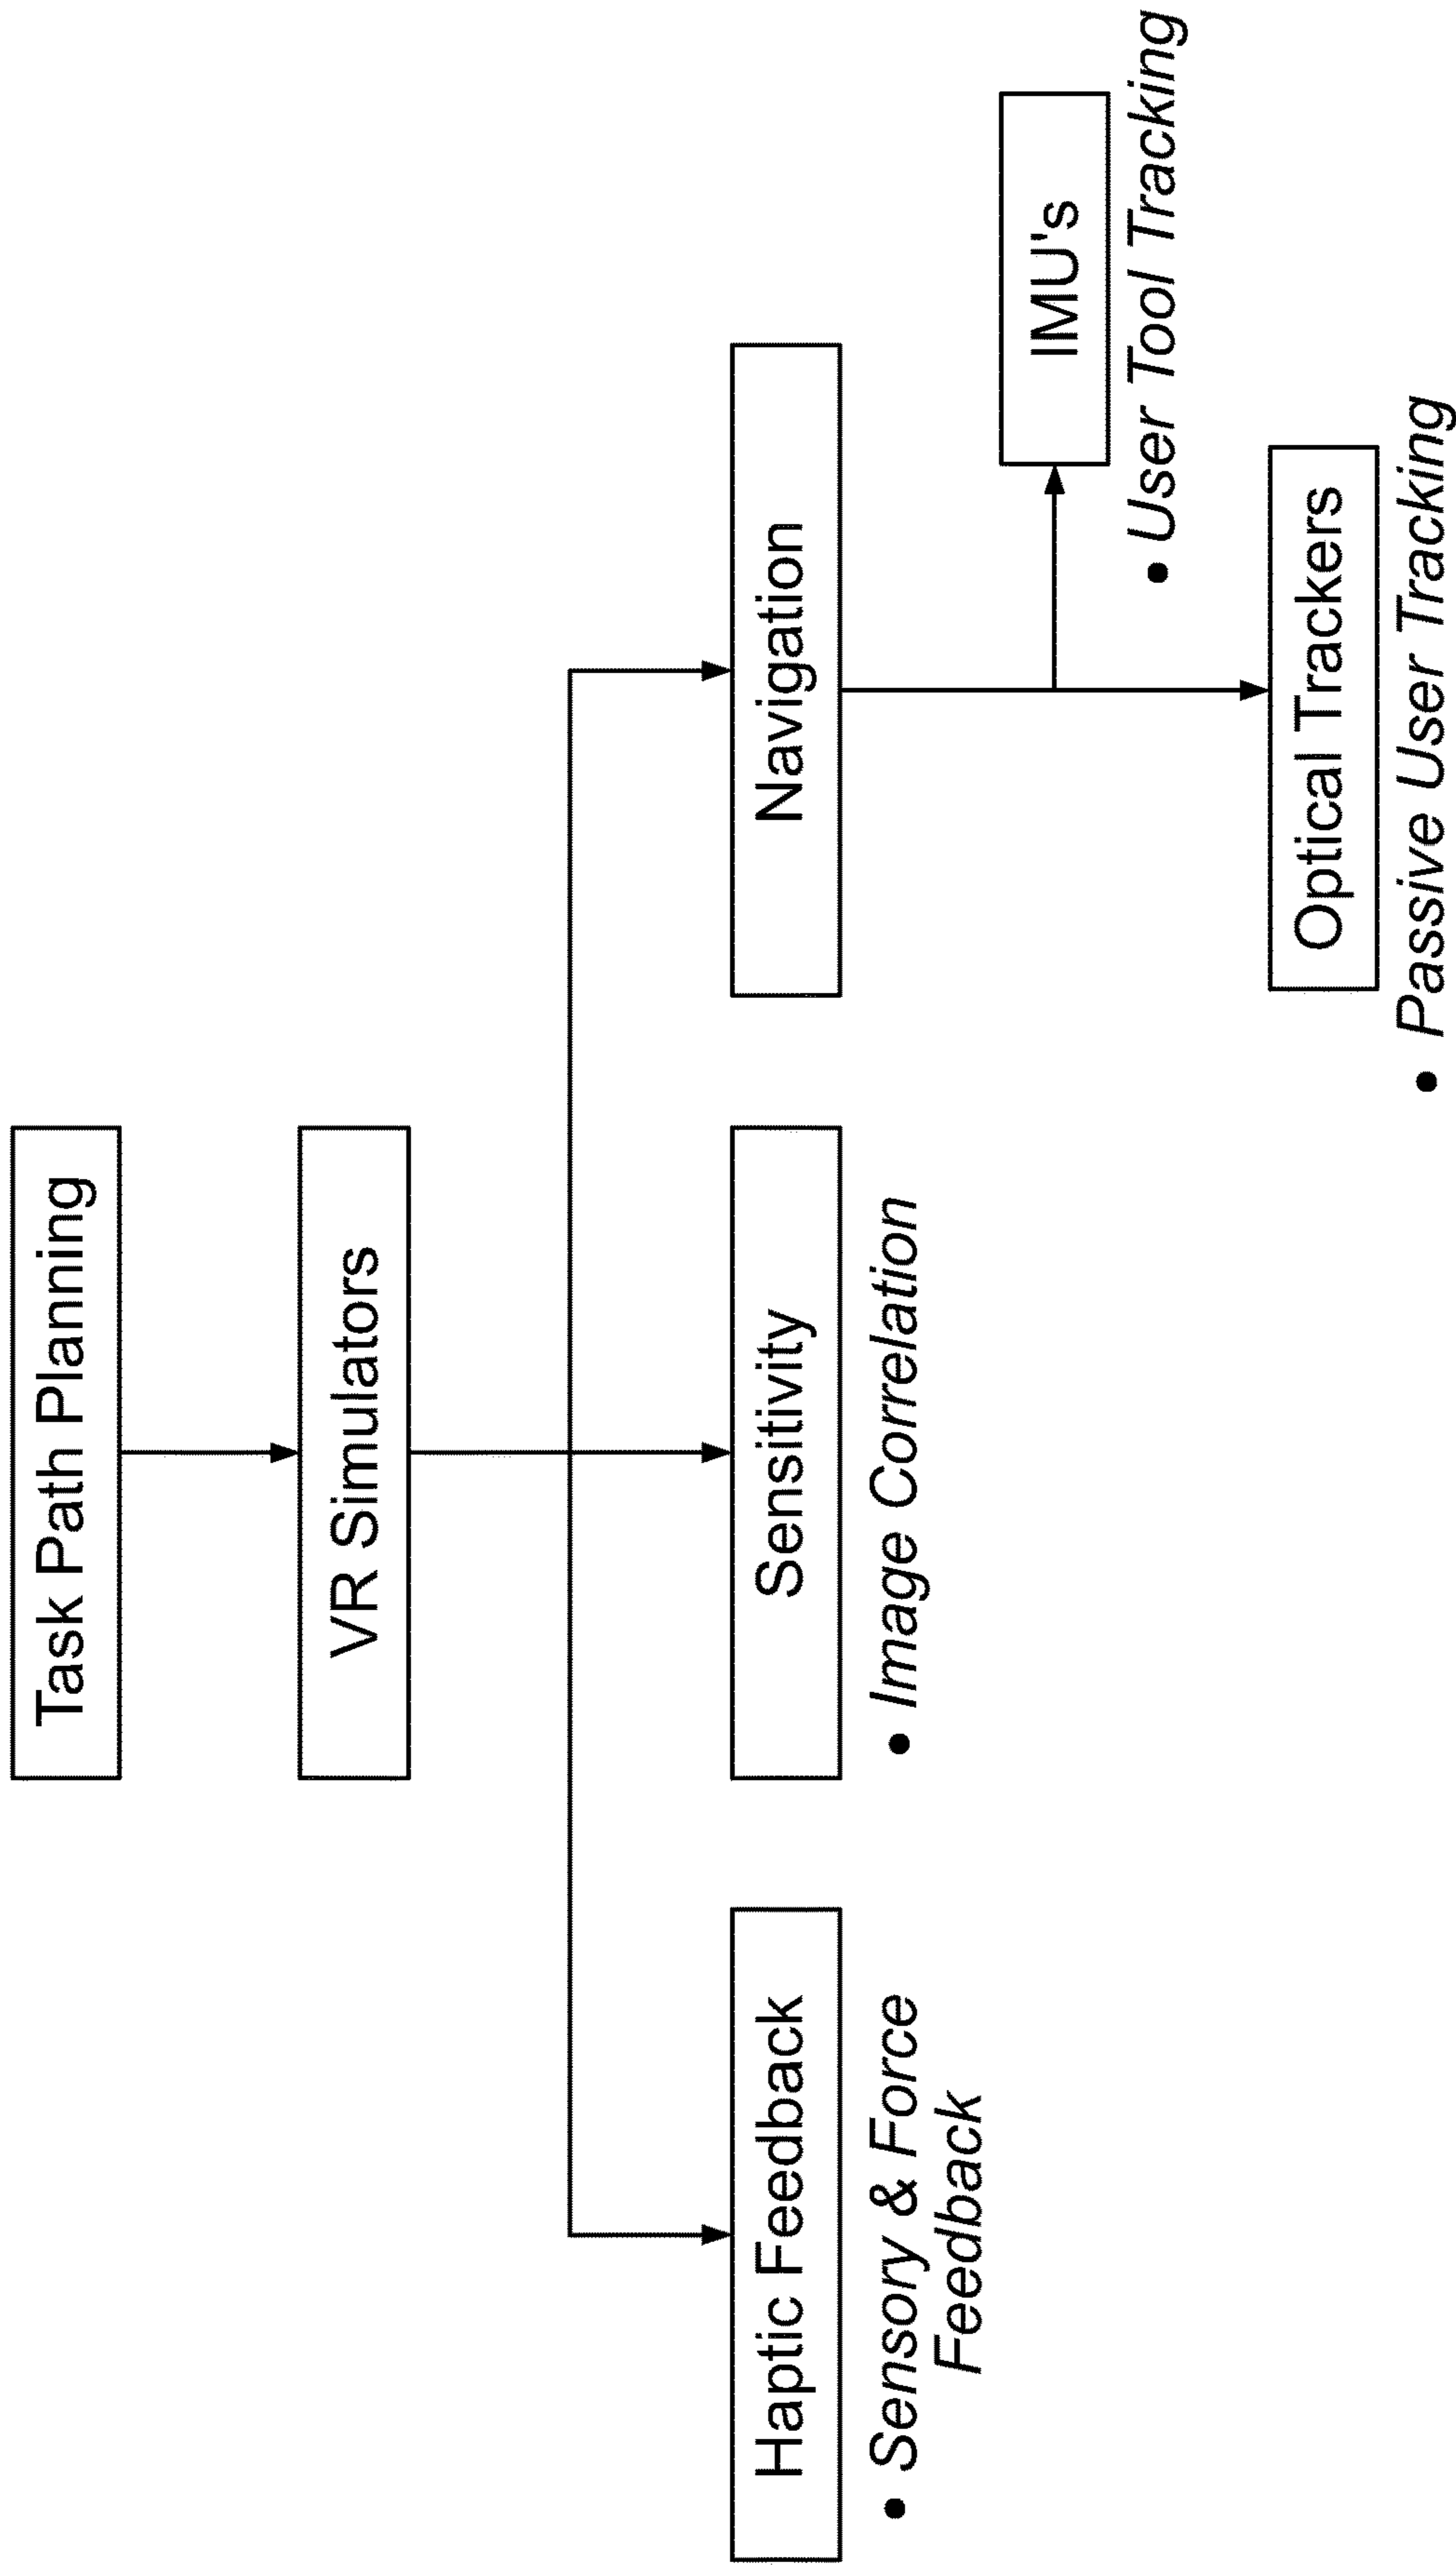 Task Path Planning
VR Simulators
Haptic Feedback
• Sensory & Force
Feedback
Sensitivity
• Image Correlation
Navigation
IMU's
• User Tool Tracking
Optical Trackers
• Passive User Tracking